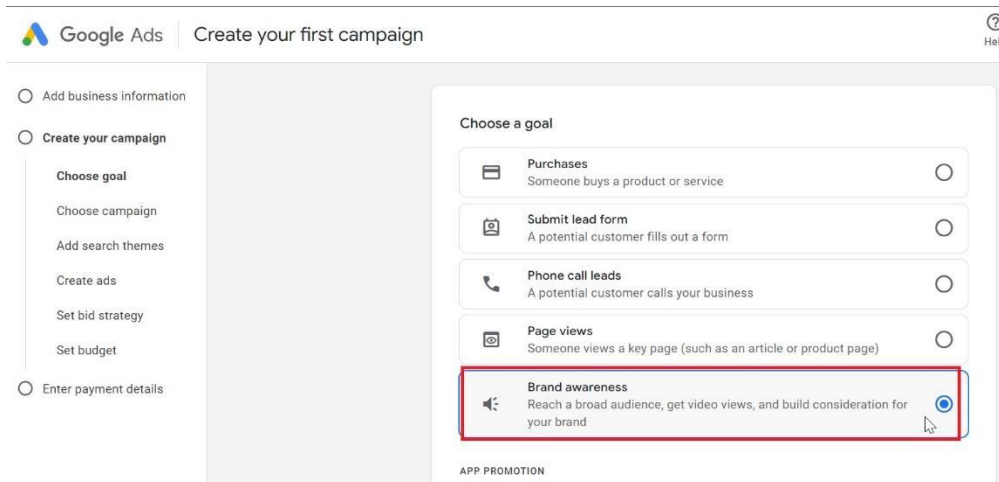 Google Ads
Create your first campaign
Add business information
Create your campaign
Choose goal
Choose campaign
Add search themes
Create ads
Set bid strategy
Set budget
Enter payment details
Choose a goal
Purchases
Someone buys a product or service
Submit lead form
A potential customer fills out a form
Phone call leads
A potential customer calls your business
Page views
Someone views a key page (such as an article or product page)
Brand awareness
Reach a broad audience, get video views, and build consideration for
your brand
APP PROMOTION